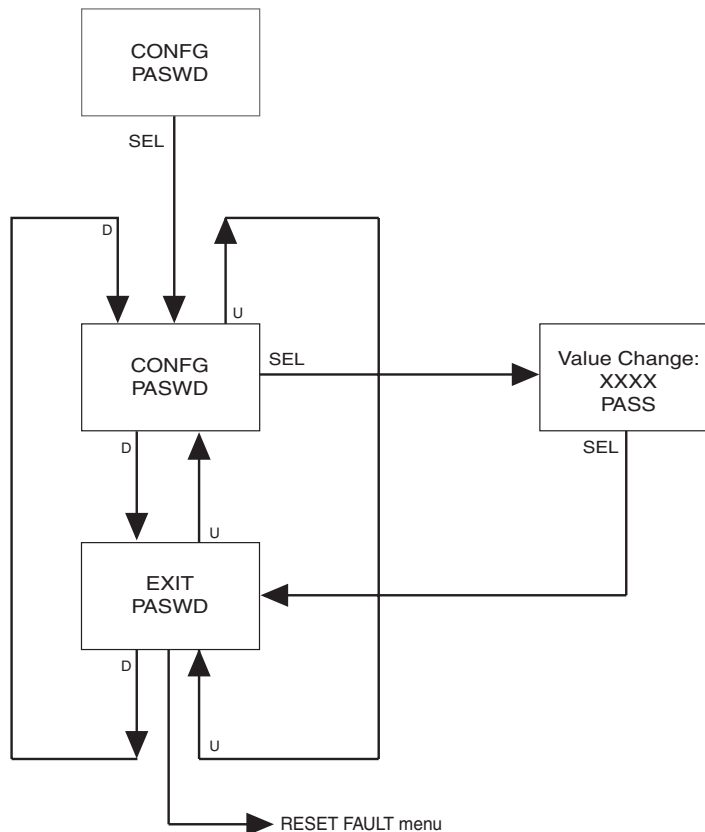 CONFG
PASWD
SEL
D
U
CONFG
PASWD
SEL
Value Change:
XXXX
PASS
SEL
D
U
EXIT
PASWD
D
U
RESET FAULT menu